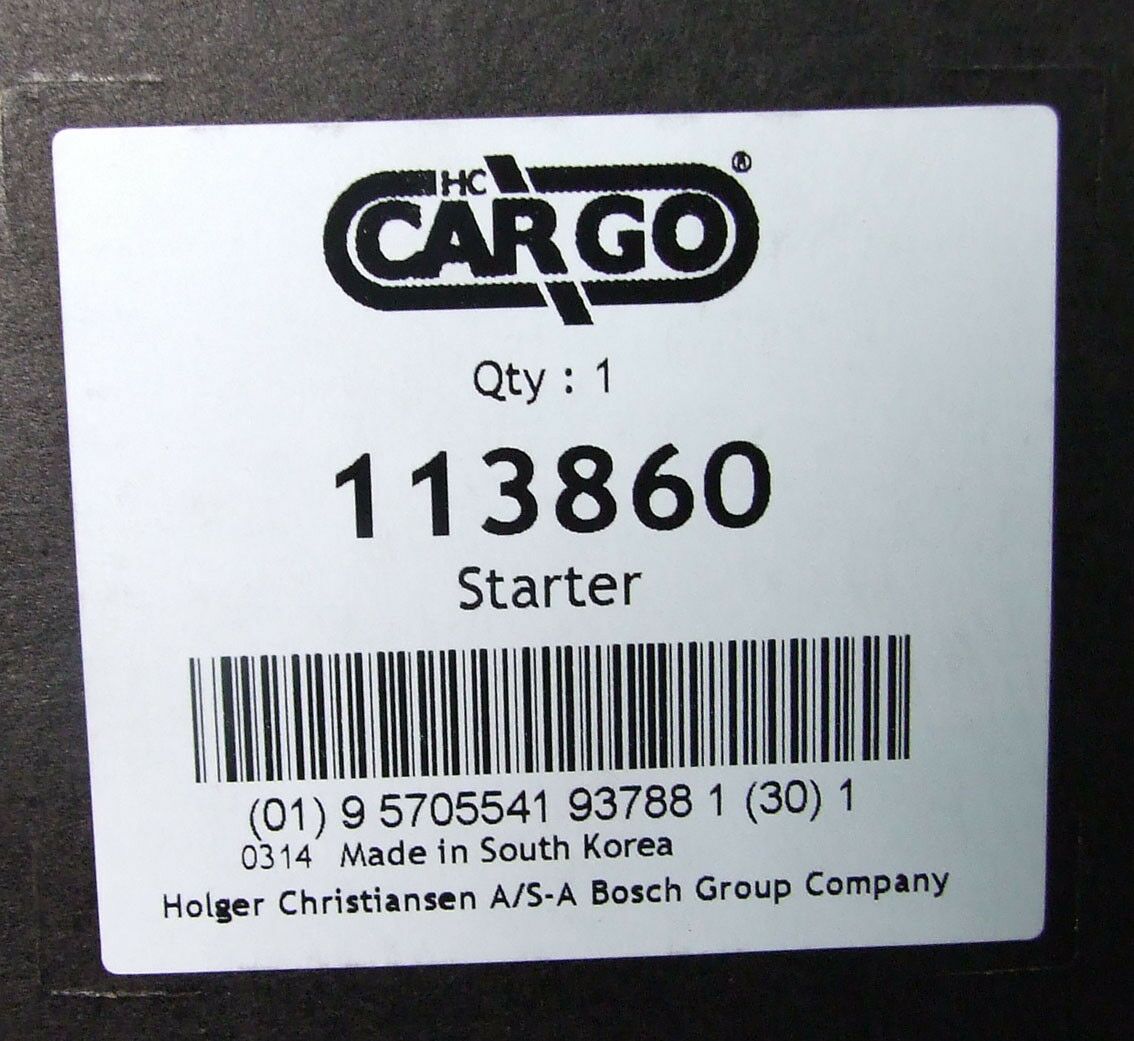 HC
CARGO®
Qty : 1
113860
Starter
(01) 9 5705541 93788 1 (30) 1
0314 Made in South Korea
Holger Christiansen A/S-A Bosch Group Company